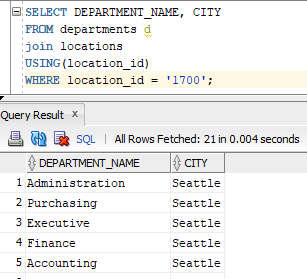 SELECT DEPARTMENT_NAME, CITY
FROM departments d
join locations
USING(location_id)
WHERE location_id = '1700';
Query Result x
SQL | All Rows Fetched: 21 in 0.004 seconds
DEPARTMENT_NAME CITY
1 Administration Seattle
2 Purchasing Seattle
3 Executive Seattle
4 Finance Seattle
5 Accounting Seattle